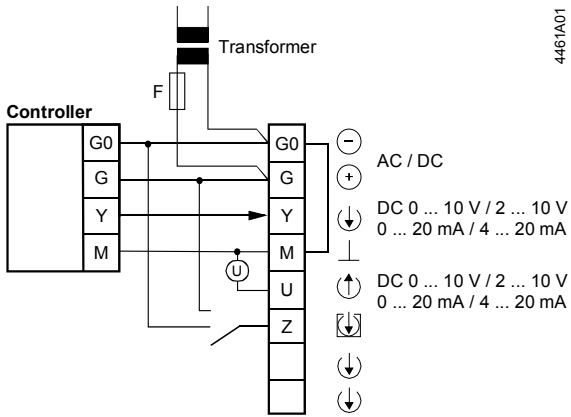 4461A01
Transformer
F
Controller
G0
G
Y
M
U
G0
G
Y
M
U
Z
AC / DC
DC 0 ... 10 V / 2 ... 10 V
0 ... 20 mA / 4 ... 20 mA
DC 0 ... 10 V / 2 ... 10 V
0 ... 20 mA / 4 ... 20 mA